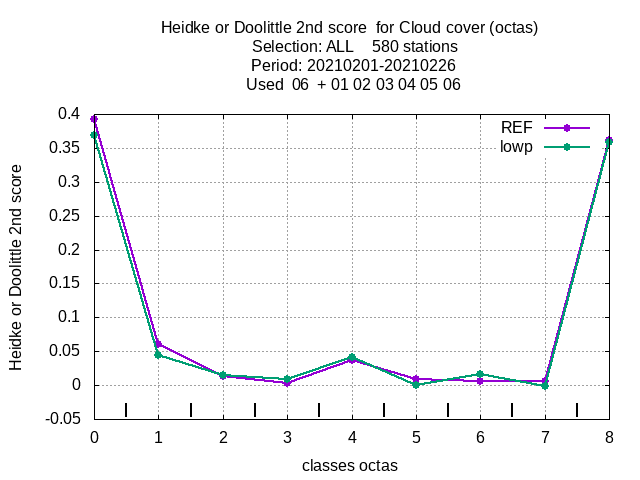 Heidke or Doolittle 2nd score  for Cloud cover (octas)
Selection: ALL    580 stations
Period: 20210201-20210226
Used  06  + 01 02 03 04 05 06
REF
lowp
Heidke or Doolittle 2nd score
0.4
0.35
0.3
0.25
0.2
0.15
0.1
0.05
0
-0.05
0 1 2 3 4 5 6 7 8
classes octas